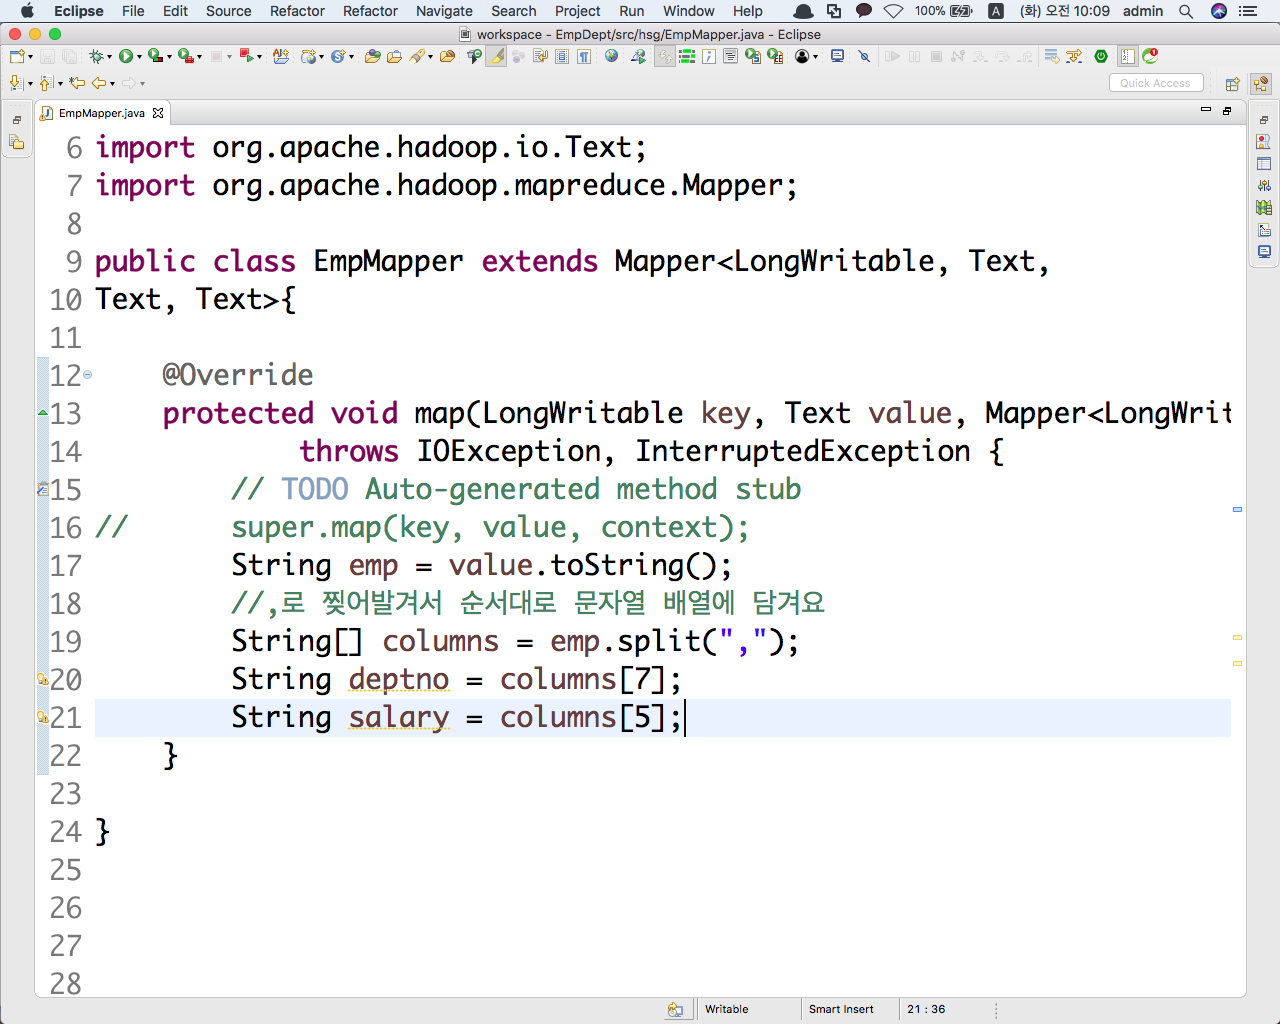 Eclipse File Edit Source Refactor Refactor Navigate Search Project Run Window Help 100% A (화) 오전 10:09 admin
workspace - EmpDept/src/hsg/EmpMapper.java - Eclipse
Quick Access
EmpMapper.java
6 import org.apache.hadoop.io.Text;
7 import org.apache.hadoop.mapreduce.Mapper;
8
9 public class EmpMapper extends Mapper<LongWritable, Text,
10 Text, Text>{
11
12 @Override
13 protected void map(LongWritable key, Text value, Mapper<LongWrit
14 throws IOException, InterruptedException {
15 // TODO Auto-generated method stub
16 // super.map(key, value, context);
17 String emp = value.toString();
18 //,로 찢어발겨서 순서대로 문자열 배열에 담겨요
19 String[] columns = emp.split(",");
20 String deptno = columns[7];
21 String salary = columns[5];
22 }
23
24 }
25
26
27
28
Writable Smart Insert 21 : 36